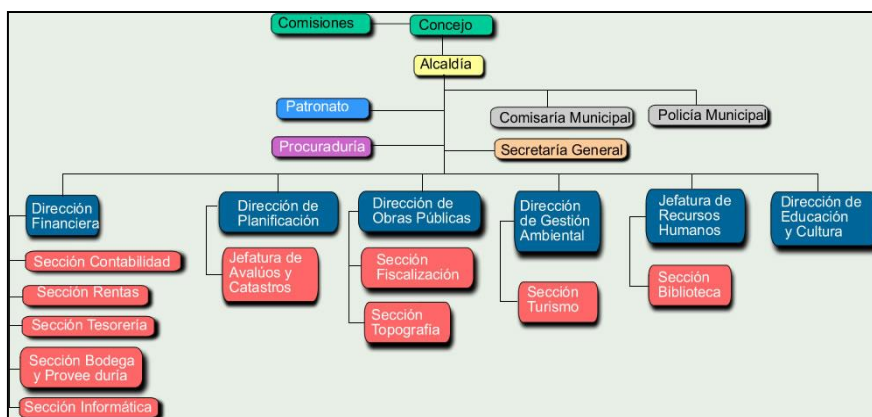 Comisiones
Concejo
Alcaldía
Patronato
Comisaría Municipal
Policía Municipal
Procuraduría
Secretaría General
Dirección
Financiera
Dirección de
Planificación
Dirección de
Obras Públicas
Dirección
de Gestión
Ambiental
Jefatura de
Recursos
Humanos
Dirección de
Educación
y Cultura
Sección Contabilidad
Sección Rentas
Sección Tesorería
Sección Bodega
y Provee duría
Sección Informática
Jefatura de
Avalúos y
Catastros
Sección
Fiscalización
Sección
Topografía
Sección
Turismo
Sección
Biblioteca